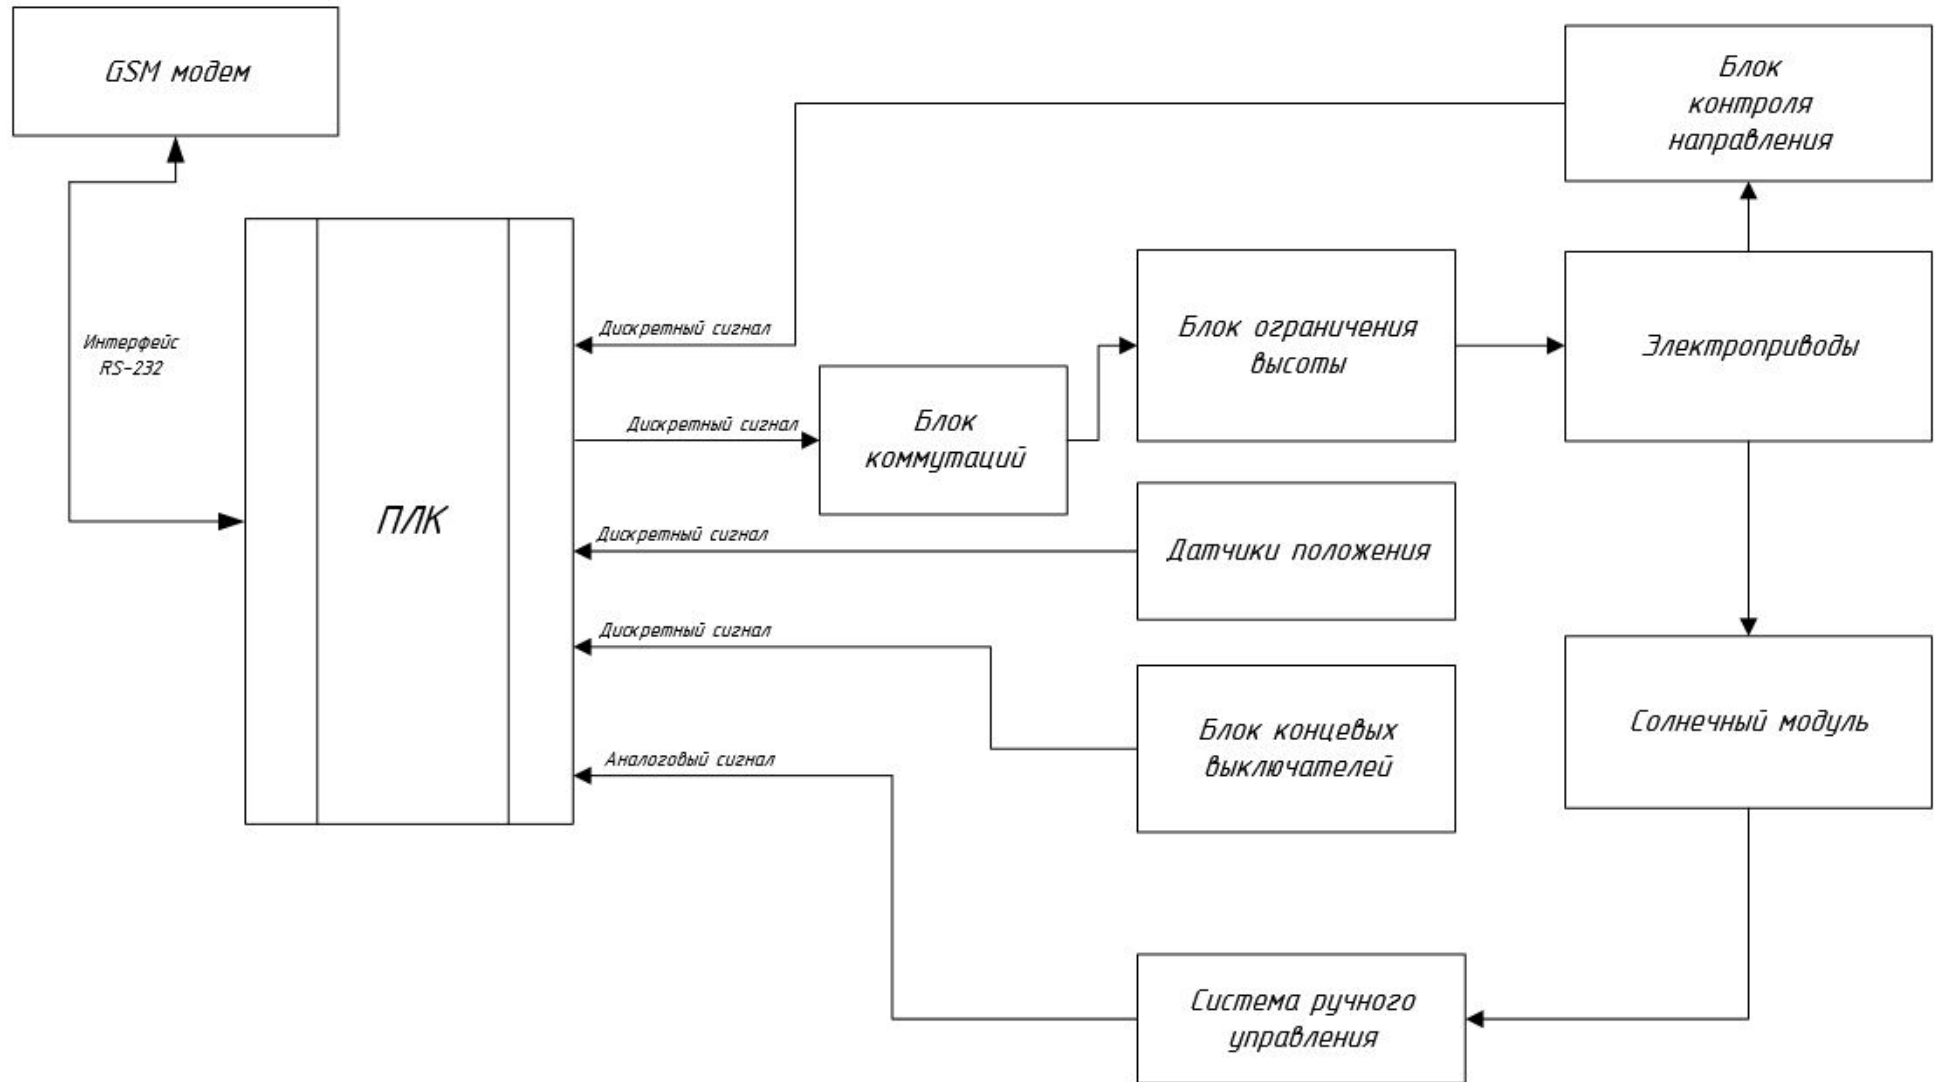 GSM модем
Блок
контроля
направления
Интерфейс
RS-232
Дискретный сигнал
Блок ограничения
высоты
Электроприводы
Дискретный сигнал
Блок
коммутаций
ПЛК
Дискретный сигнал
Датчики положения
Дискретный сигнал
Блок концевых
выключателей
Солнечный модуль
Аналоговый сигнал
Система ручного
управления